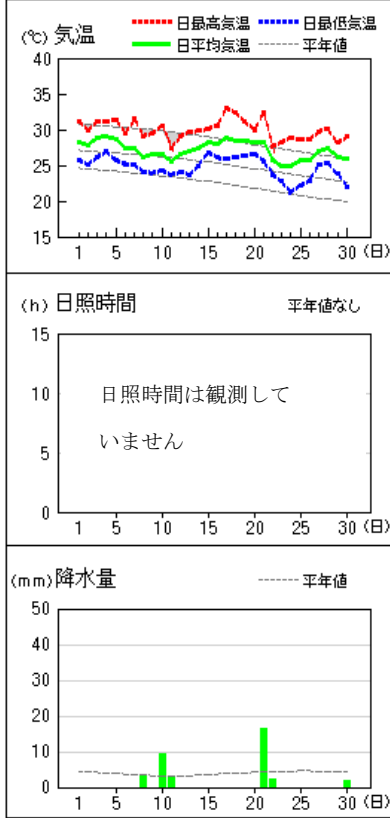 (℃) 気温
日最高気温 日最低気温
日平均気温 平年値
40
35
30
25
20
15
1 5 10 15 20 25 30 (日)
(h) 日照時間 平年値なし
15
10
5
0
日照時間は観測して
いません
1 5 10 15 20 25 30 (日)
(mm) 降水量 平年値
50
40
30
20
10
0
1 5 10 15 20 25 30 (日)